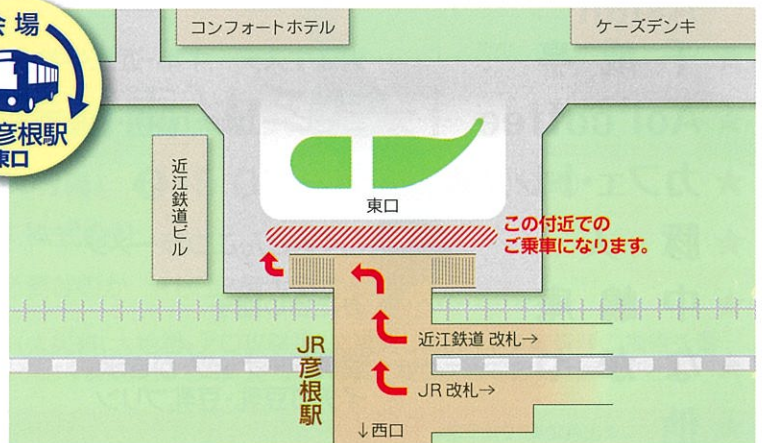 会場
彦根駅
東口
コンフォートホテル
ケーズデンキ
近江鉄道ビル
東口
この付近での
ご乗車になります。
近江鉄道 改札→
JR 改札→
JR彦根駅
↓西口